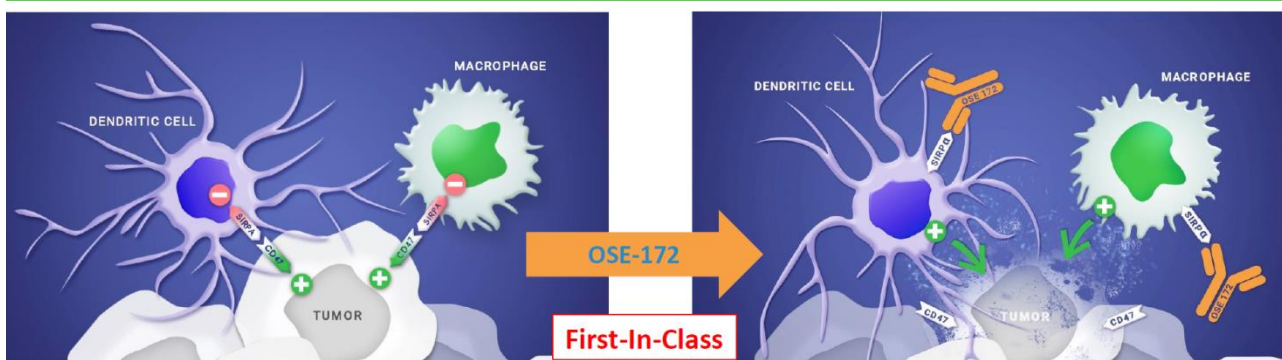 DENDRITIC CELL
MACROPHAGE
SIRPA
CD47
CD47
SIRPA
TUMOR
OSE-172
First-In-Class
DENDRITIC CELL
MACROPHAGE
OSE 172
SIRPα
SIRPα
OSE 172
CD47
TUMOR
CD47